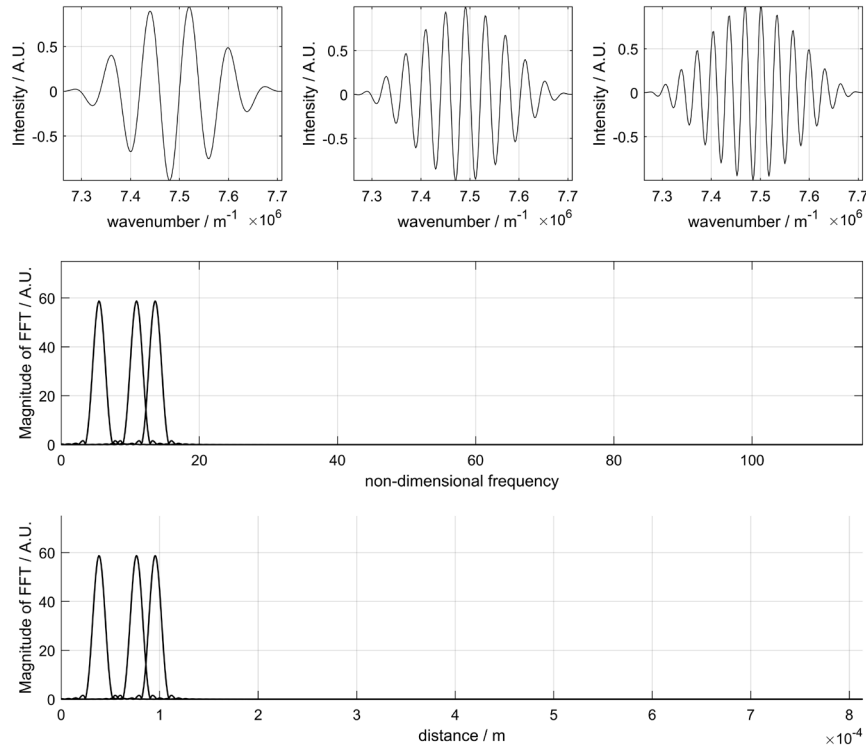 Intensity / A.U.
0.5
0
-0.5
7.3 7.4 7.5 7.6 7.7
wavenumber / m-1 ×10^6
Intensity / A.U.
0.5
0
-0.5
7.3 7.4 7.5 7.6 7.7
wavenumber / m-1 ×10^6
Intensity / A.U.
0.5
0
-0.5
7.3 7.4 7.5 7.6 7.7
wavenumber / m-1 ×10^6
Magnitude of FFT / A.U.
60
40
20
0
0 20 40 60 80 100
non-dimensional frequency
Magnitude of FFT / A.U.
60
40
20
0
0 1 2 3 4 5 6 7 8
distance / m ×10^-4